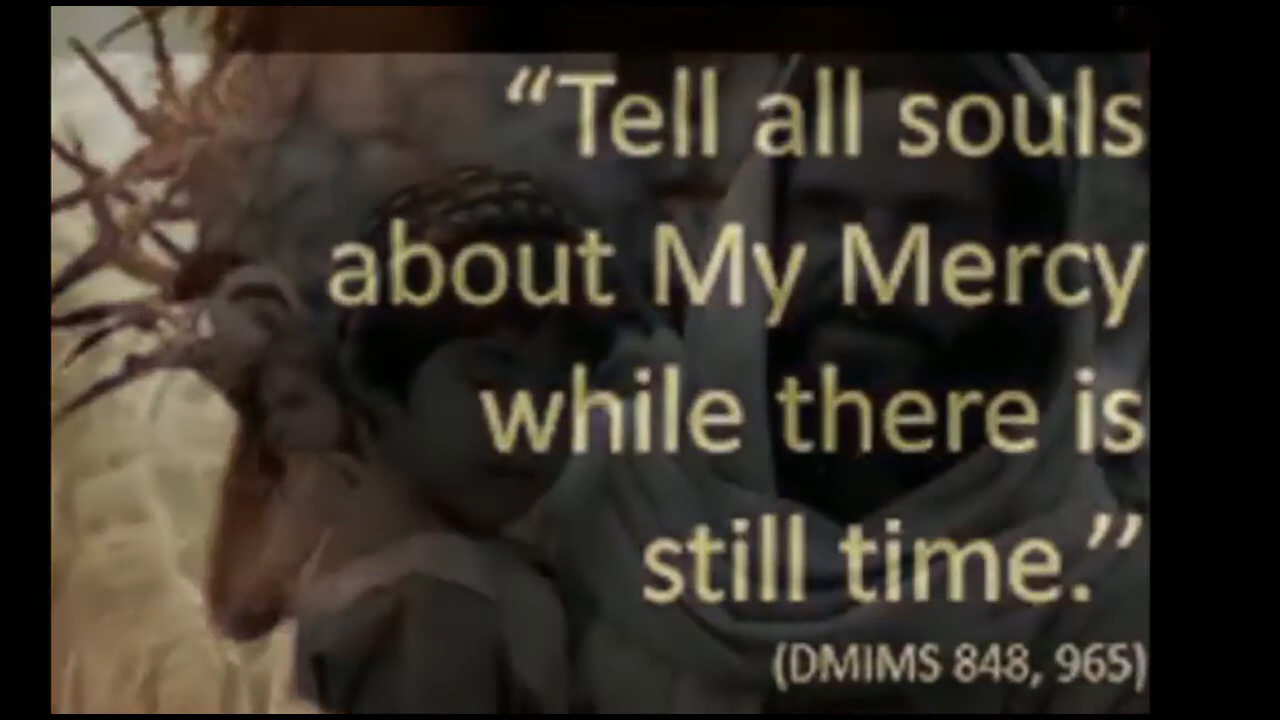 “Tell all souls
about My Mercy
while there is
still time.”
(DMIMS 848, 965)